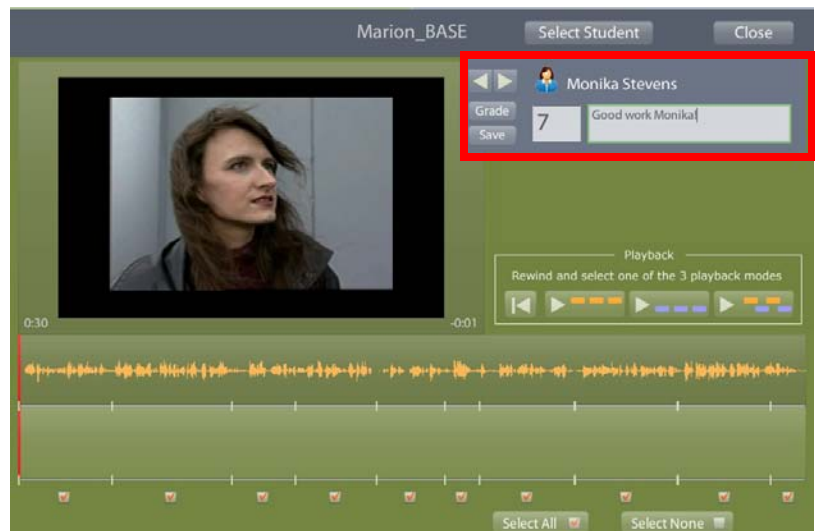 Marion_BASE
Select Student
Close
Monika Stevens
Grade
Save
7
Good work Monika!
Playback
Rewind and select one of the 3 playback modes
0:30
-0:01
Select All
Select None